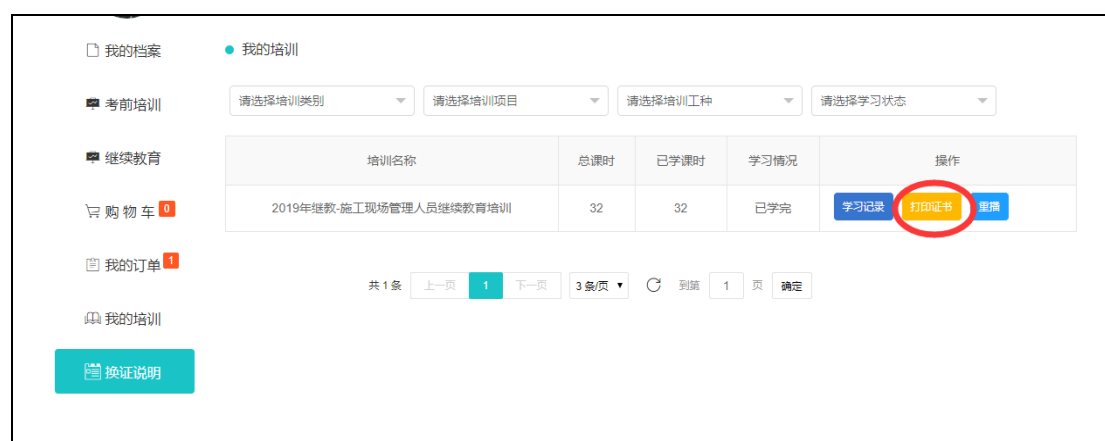 我的档案
考前培训
继续教育
购物车 0
我的订单 1
我的培训
换证说明
我的培训
请选择培训类别 请选择培训项目 请选择培训工种 请选择学习状态
培训名称 总课时 已学课时 学习情况 操作
2019年继教-施工现场管理人员继续教育培训 32 32 已学完 学习记录 打印证书 重播
共1条 上一页 1 下一页 3条/页 到第 1 页 确定